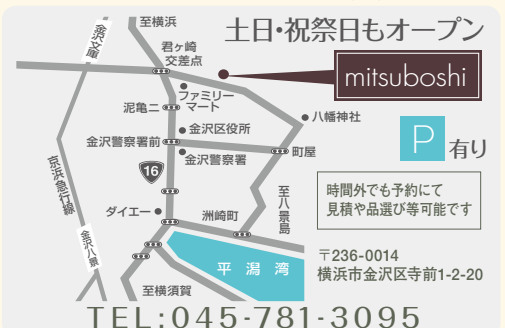 土日・祝祭日もオープン
至横浜
金沢文庫
君ヶ崎
交差点
mitsuboshi
ファミリー
マート
泥亀二
八幡神社
金沢区役所
金沢警察署前
金沢警察署
町屋
P 有り
16
京浜急行線
至八景島
時間外でも予約にて
見積や品選び等可能です
ダイエー
洲崎町
金沢八景
平潟湾
〒236-0014
横浜市金沢区寺前1-2-20
至横須賀
TEL:045-781-3095